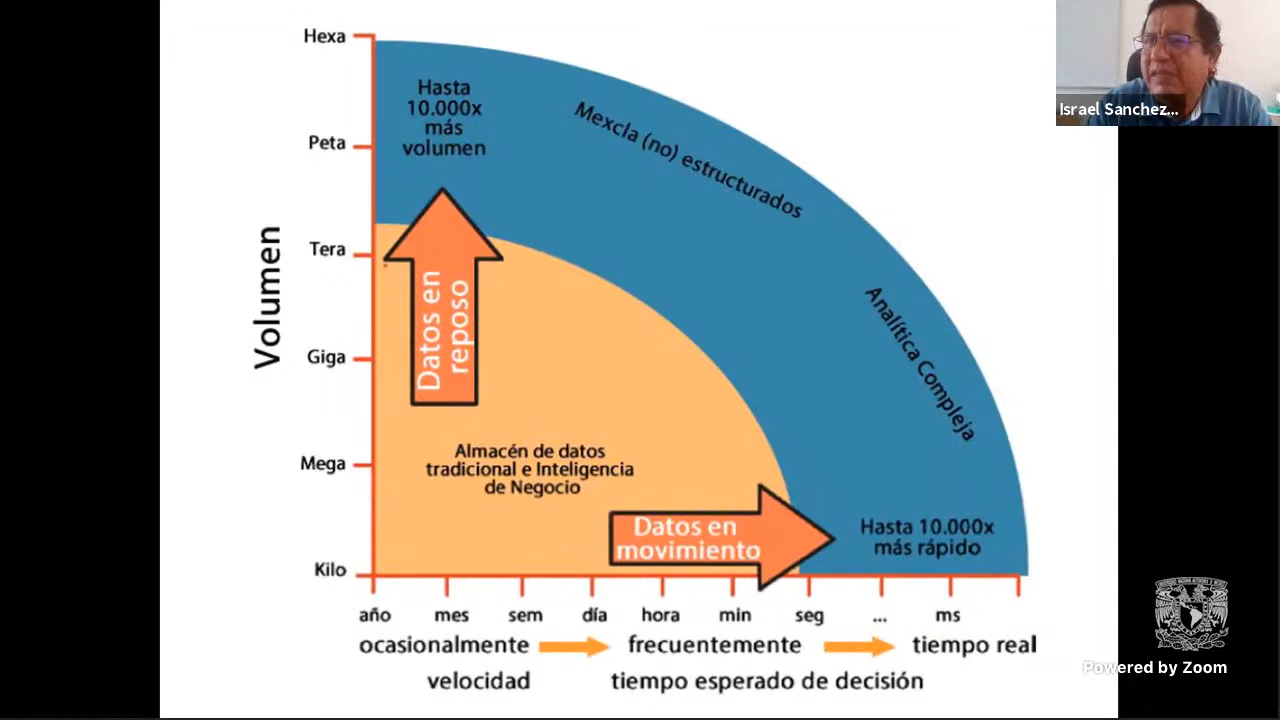 Hexa
Hasta
10.000x
más
volumen
Mexcla (no) estructurados
Israel Sanchez...
Peta
Volumen
Tera
Datos en
reposo
Analítica Compleja
Giga
Mega
Almacén de datos
tradicional e Inteligencia
de Negocio
Datos en
movimiento
Hasta 10.000x
más rápido
Kilo
año mes sem día hora min seg ... ms
ocasionalmente frecuentemente tiempo real
velocidad tiempo esperado de decisión
Powered by Zoom